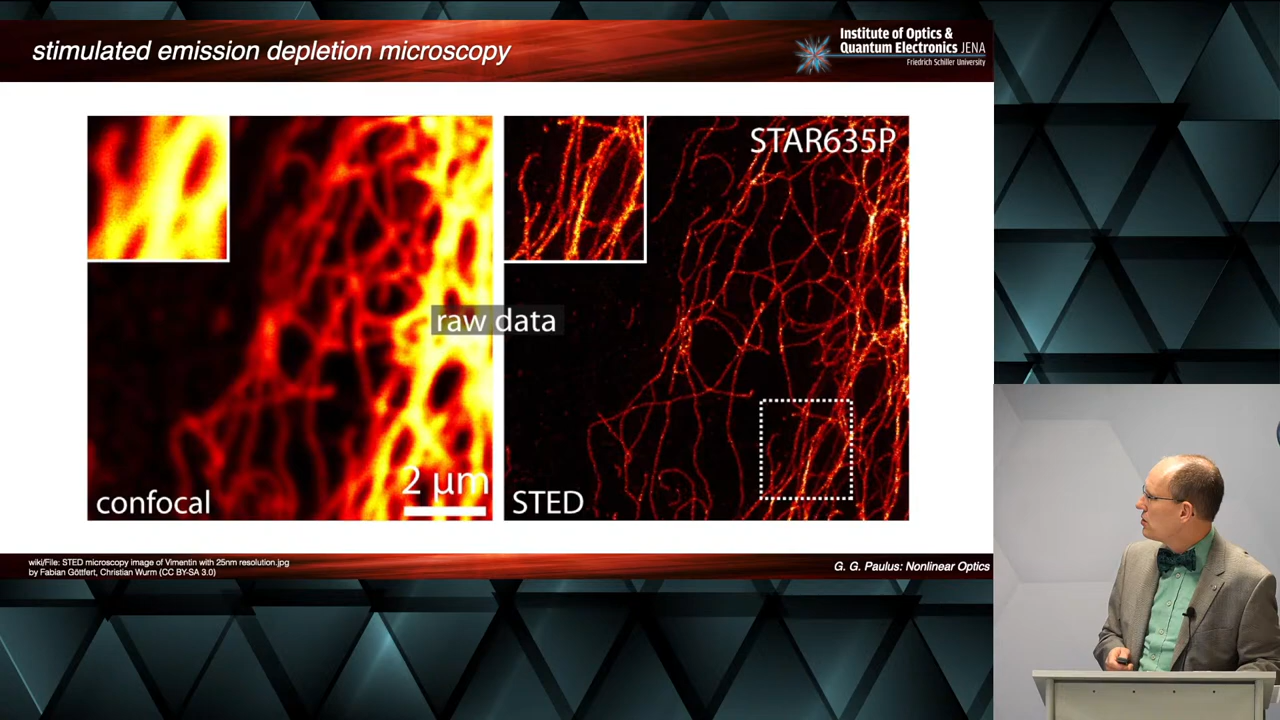 stimulated emission depletion microscopy
Institute of Optics &
Quantum Electronics JENA
Friedrich Schiller University
STAR635P
raw data
2 µm
confocal
STED
wiki/File: STED microscopy image of Vimentin with 25nm resolution.jpg
by Fabian Göttfert, Christian Wurm (CC BY-SA 3.0)
G. G. Paulus: Nonlinear Optics